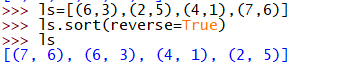 >>> ls=[(6,3),(2,5),(4,1),(7,6)]
>>> ls.sort(reverse=True)
>>> ls
[(7, 6), (6, 3), (4, 1), (2, 5)]